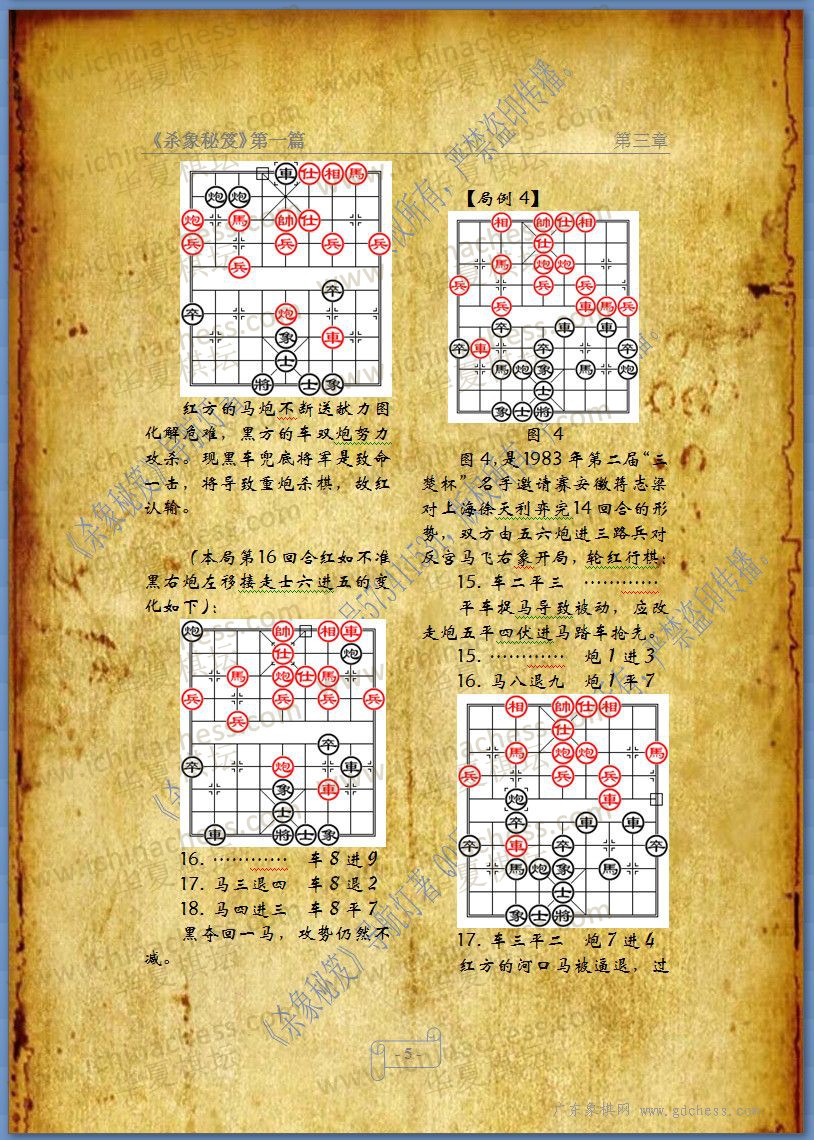 《杀象秘笈》第一篇
第三章
車 仕 相 馬
炮 炮
炮 馬 帥 仕
兵 兵 兵 兵
兵
卒
卒 炮
象 車
士
將 士 象
红方的马炮不断送献力图
化解危难，黑方的车双炮努力
攻杀。现黑车兜底将军是致命
一击，将导致重炮杀棋，故红
认输。
（本局第16回合红如不准
黑右炮左移接走士六进五的变
化如下）：
炮 帥 相 車
仕 炮
馬 炮 仕 馬
兵 兵 兵 兵
兵
卒
卒 炮 車
象 車
士
車 將 士 象
16. ………… 车8进9
17. 马三退四 车8退2
18. 马四进三 车8平7
黑夺回一马，攻势仍然不
减。
【局例 4】
相 帥 仕 相
仕
馬 炮 炮
兵 兵 兵
兵 車 馬 兵
卒 車 卒
卒 車 卒 卒
馬 炮 象 馬 炮
士
象 士 將
图 4
图4，是1983年第二届“三
楚杯”名手邀请赛安徽蒋志梁
对上海徐天利弈完14回合的形
势，双方由五六炮进三路兵对
反宫马飞右象开局，轮红行棋：
15. 车二平三 …………
平车捉马导致被动，应改
走炮五平四伏进马踏车抢先。
15. ………… 炮1进3
16. 马八退九 炮1平7
相 帥 仕 相
仕
馬 炮 炮 馬
兵 兵 兵
炮 車
卒 車 車
卒 車 卒 卒
馬 炮 象 馬
士
象 士 將
17. 车三平二 炮7进4
红方的河口马被逼退，过
- 5 -
广东象棋网 www.gdchess.com